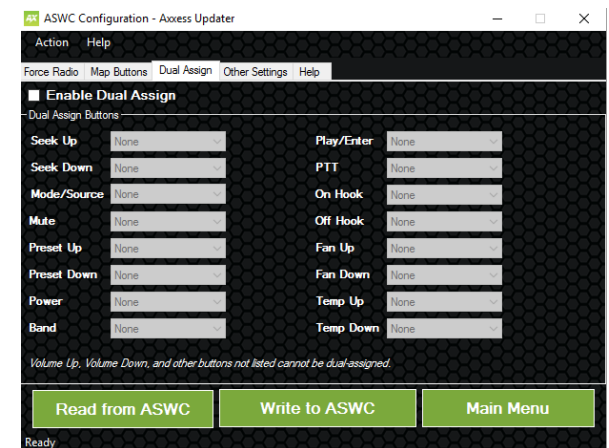 AX ASWC Configuration - Axxess Updater
Action Help
Force Radio Map Buttons Dual Assign Other Settings Help
Enable Dual Assign
Dual Assign Buttons
Seek Up None Play/Enter None
Seek Down None PTT None
Mode/Source None On Hook None
Mute None Off Hook None
Preset Up None Fan Up None
Preset Down None Fan Down None
Power None Temp Up None
Band None Temp Down None
Volume Up, Volume Down, and other buttons not listed cannot be dual-assigned.
Read from ASWC Write to ASWC Main Menu
Ready